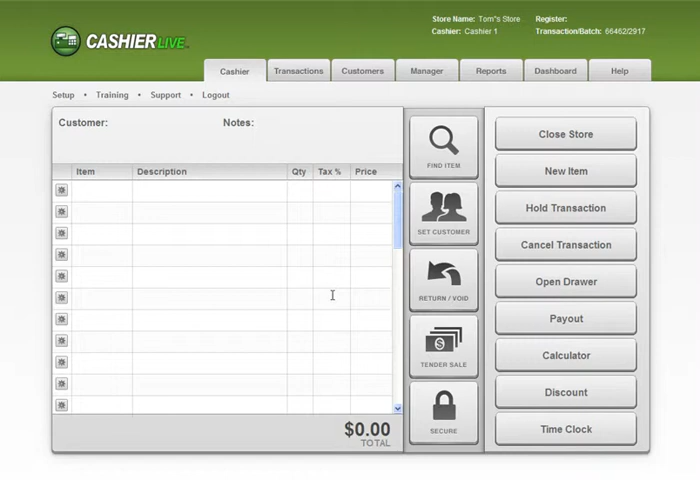 Store Name: Tom"s Store Register:
Cashier: Cashier 1 Transaction/Batch: 66462/2917
CASHIER LIVE
Cashier Transactions Customers Manager Reports Dashboard Help
Setup • Training • Support • Logout
Customer: Notes:
Item Description Qty Tax % Price
$0.00
TOTAL
FIND ITEM
SET CUSTOMER
RETURN / VOID
TENDER SALE
SECURE
Close Store
New Item
Hold Transaction
Cancel Transaction
Open Drawer
Payout
Calculator
Discount
Time Clock